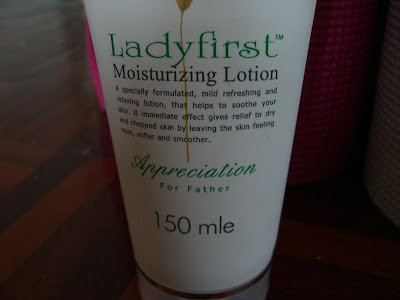 Ladyfirst™
Moisturizing Lotion
A specially formulated, mild refreshing and
relaxing lotion, that helps to soothe your
skin. It immediate effect gives relief to dry
and chopped skin by leaving the skin feeling
relax, softer and smoother.
Appreciation
For Father
150 mle